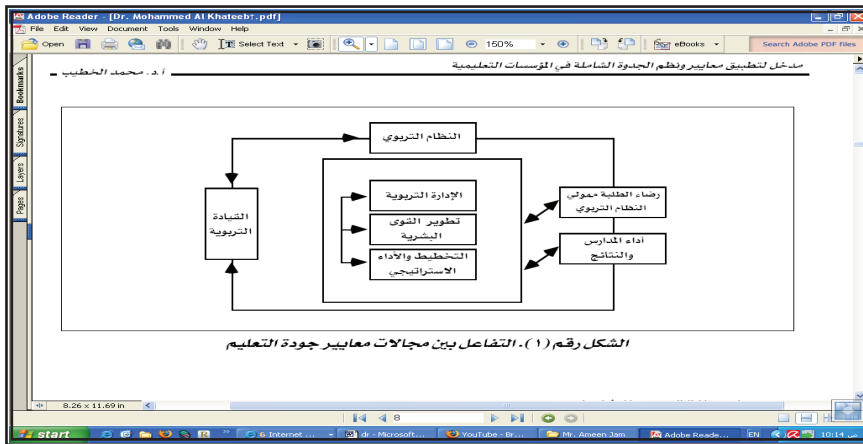 Adobe Reader - [Dr. Mohammed Al Khateeb†.pdf]
File Edit View Document Tools Window Help
Open Select Text 150% eBooks Search Adobe PDF files
مدخل لتطبيق معايير ونظم الجدوة الشاملة في المؤسسات التعليمية
أ.د. محمد الخطيب
Bookmarks
Signatures
Layers
Pages
النظام التربوي
القيادة
التربوية
الإدارة التربوية
تطوير القوى
البشرية
التخطيط والأداء
الاستراتيجي
رضاء الطلبة ممولي
النظام التربوي
أداء المدارس
والنتائج
الشكل رقم (١). التفاعل بين مجالات معايير جودة التعليم
8.26 x 11.69 in
8
start 6 Internet ... dr - Microsoft... YouTube - Br... Mr. Ameen Jam Adobe Reade... EN 10:14